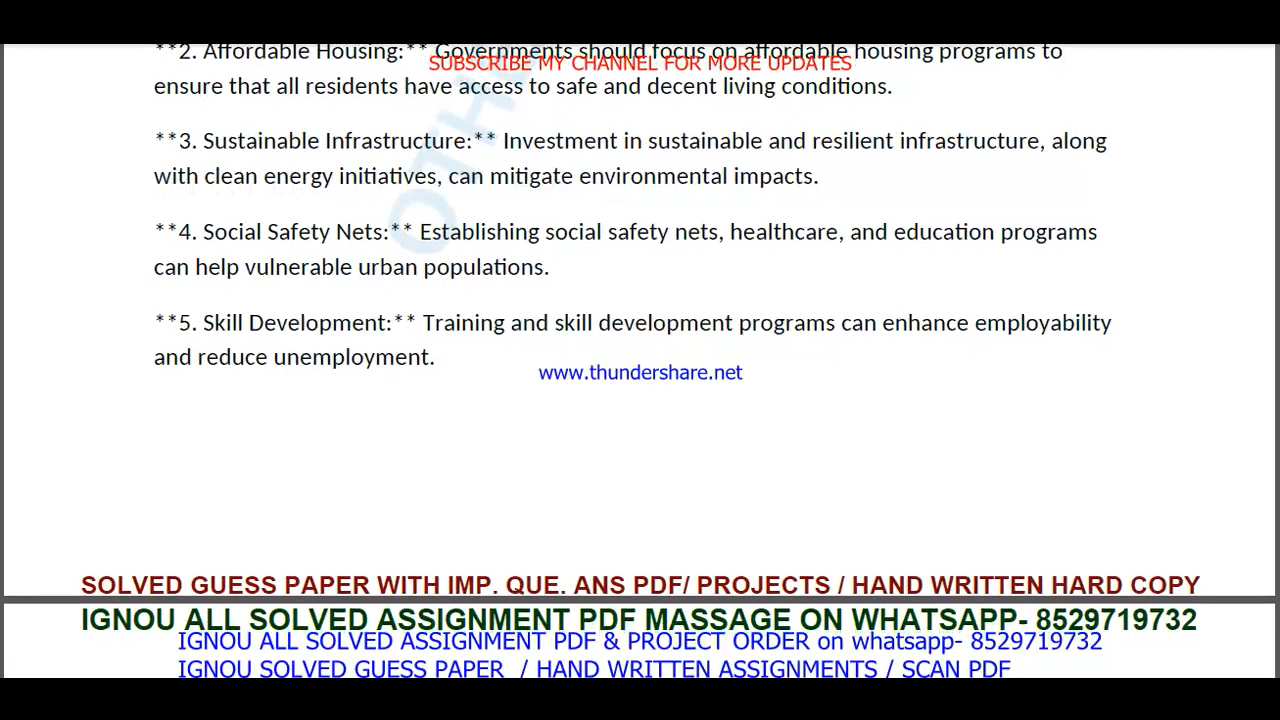 **2. Affordable Housing:** Governments should focus on affordable housing programs to
SUBSCRIBE MY CHANNEL FOR MORE UPDATES
ensure that all residents have access to safe and decent living conditions.
**3. Sustainable Infrastructure:** Investment in sustainable and resilient infrastructure, along
with clean energy initiatives, can mitigate environmental impacts.
**4. Social Safety Nets:** Establishing social safety nets, healthcare, and education programs
can help vulnerable urban populations.
**5. Skill Development:** Training and skill development programs can enhance employability
and reduce unemployment.
www.thundershare.net
SOLVED GUESS PAPER WITH IMP. QUE. ANS PDF/ PROJECTS / HAND WRITTEN HARD COPY
IGNOU ALL SOLVED ASSIGNMENT PDF MASSAGE ON WHATSAPP- 8529719732
IGNOU ALL SOLVED ASSIGNMENT PDF & PROJECT ORDER on whatsapp- 8529719732
IGNOU SOLVED GUESS PAPER / HAND WRITTEN ASSIGNMENTS / SCAN PDF